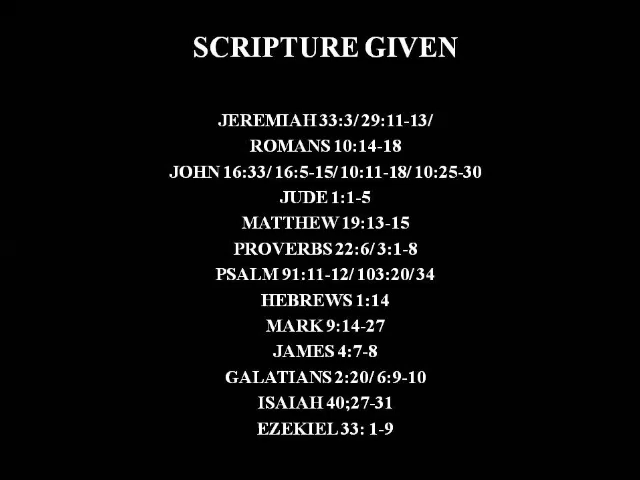 SCRIPTURE GIVEN
JEREMIAH 33:3/ 29:11-13/
ROMANS 10:14-18
JOHN 16:33/ 16:5-15/ 10:11-18/ 10:25-30
JUDE 1:1-5
MATTHEW 19:13-15
PROVERBS 22:6/ 3:1-8
PSALM 91:11-12/ 103:20/ 34
HEBREWS 1:14
MARK 9:14-27
JAMES 4:7-8
GALATIANS 2:20/ 6:9-10
ISAIAH 40;27-31
EZEKIEL 33: 1-9